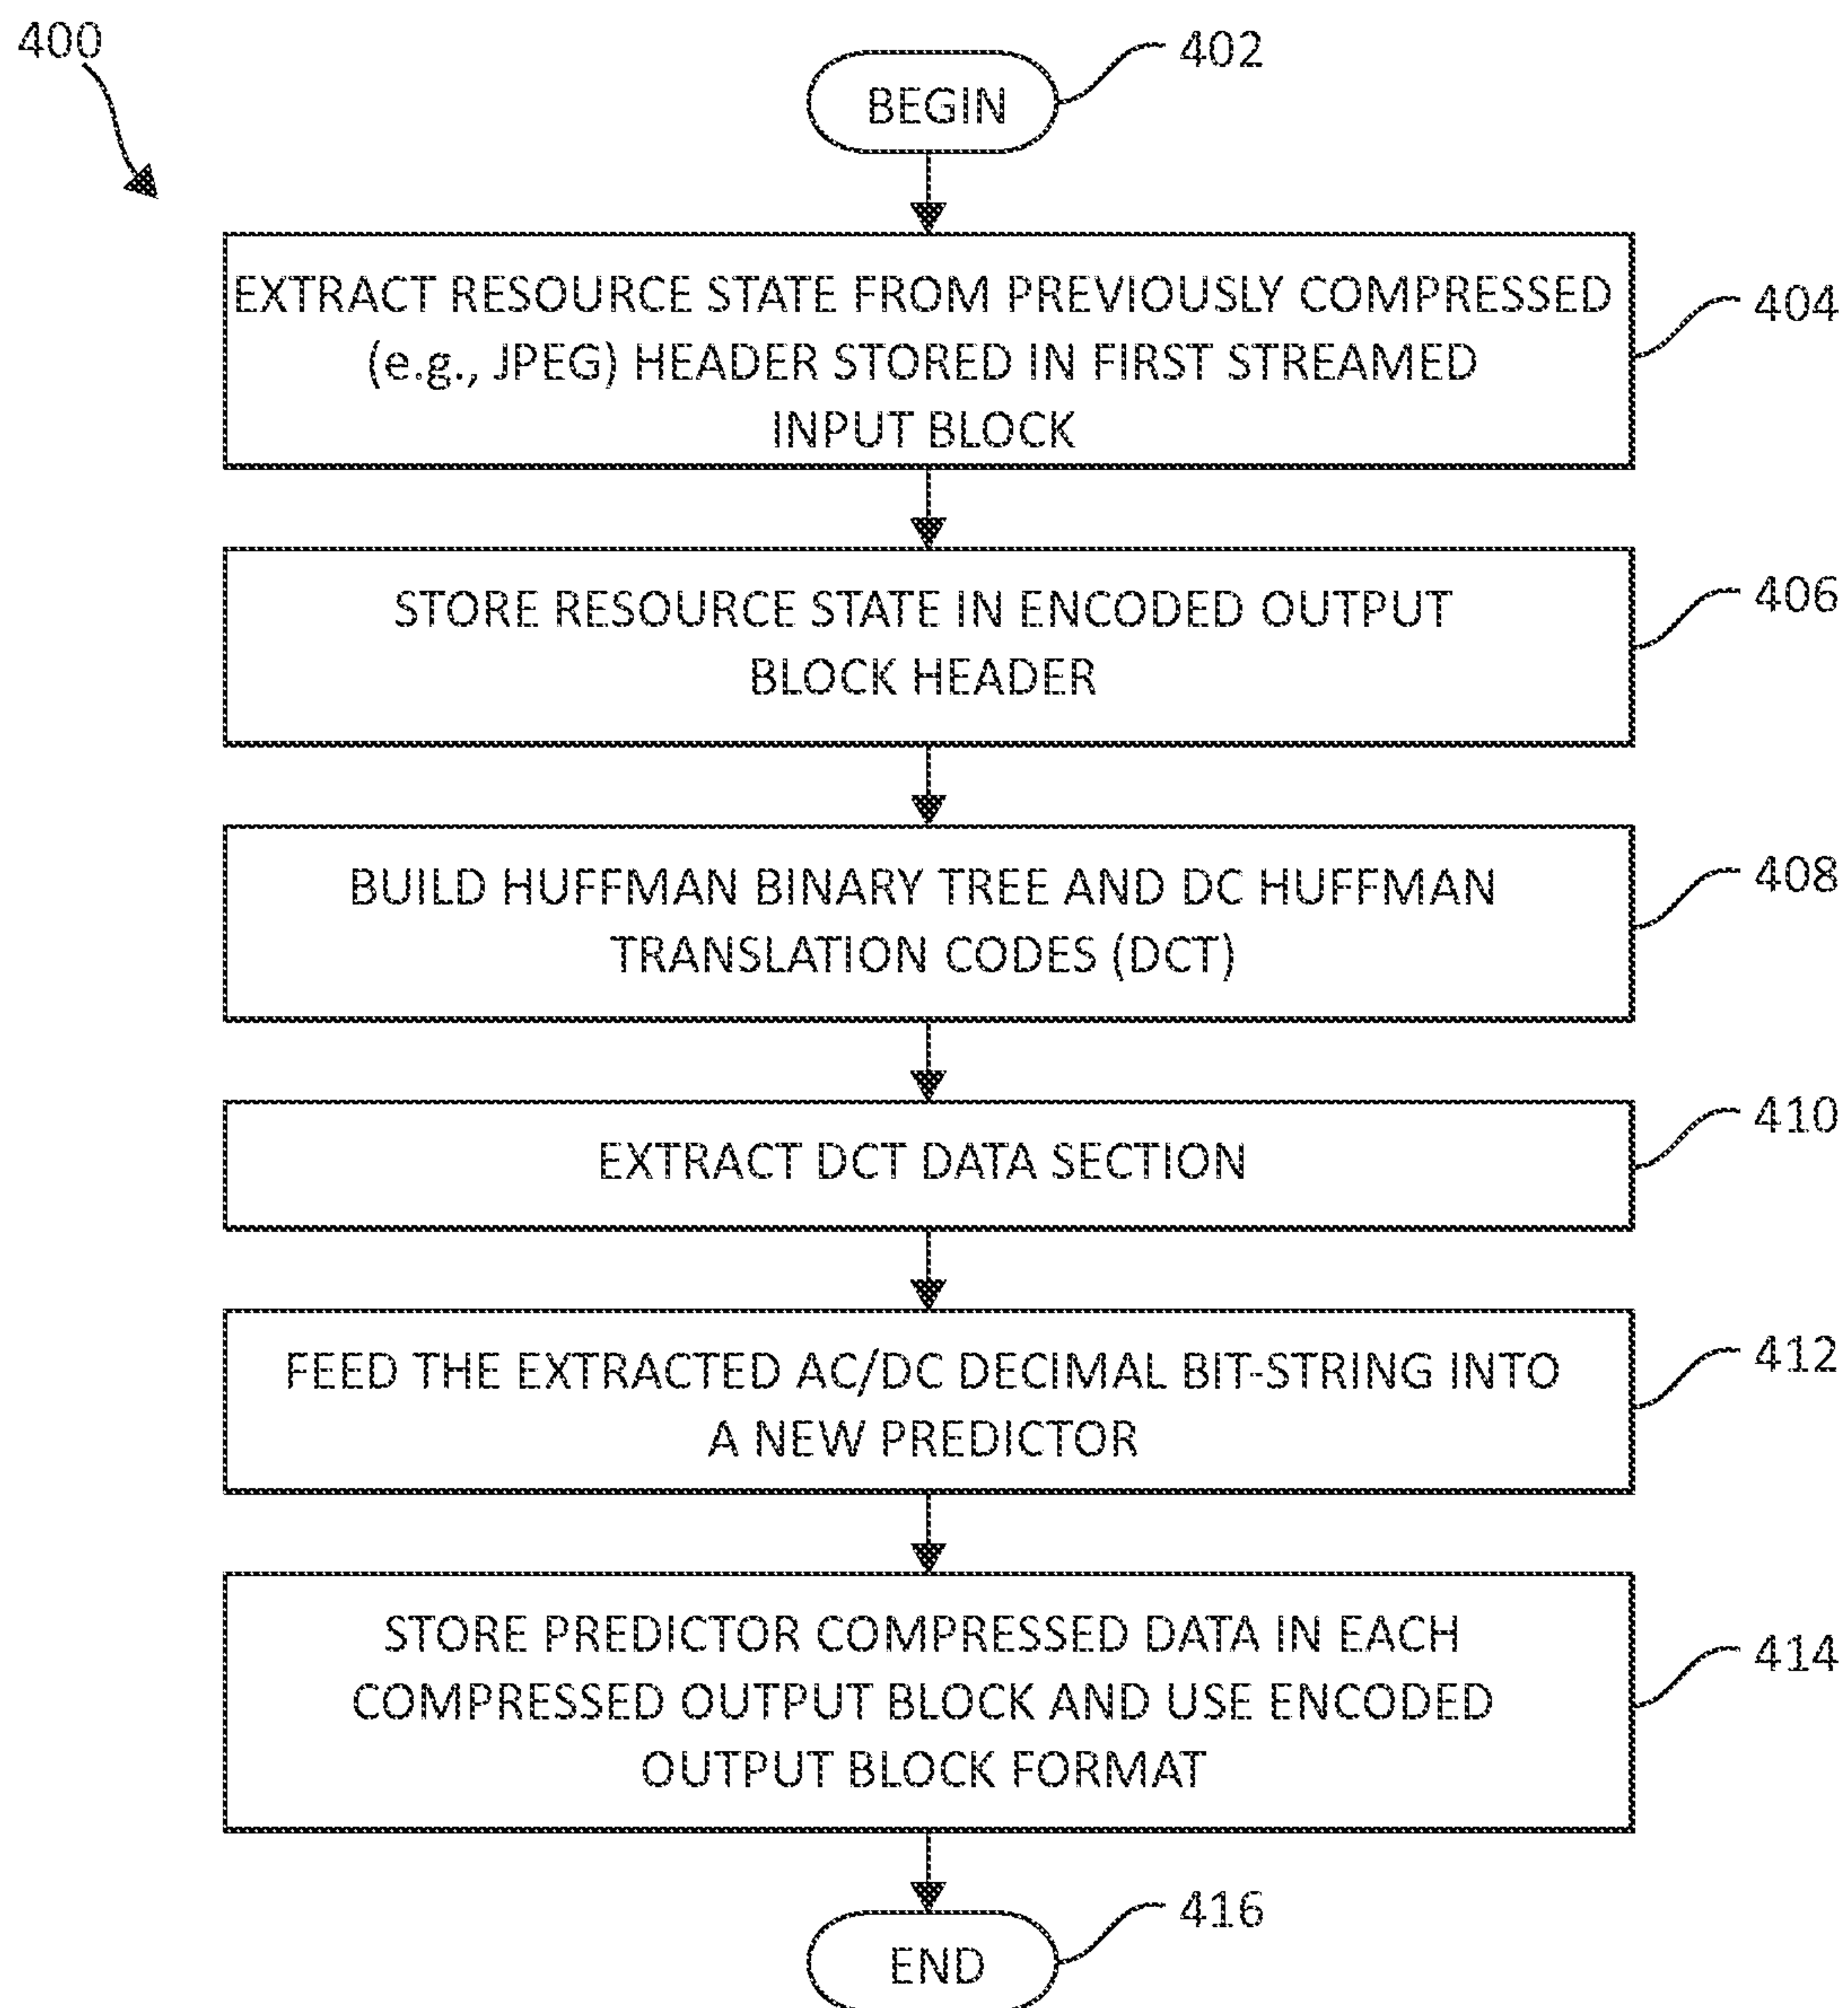 400
402
BEGIN
EXTRACT RESOURCE STATE FROM PREVIOUSLY COMPRESSED
(e.g., JPEG) HEADER STORED IN FIRST STREAMED
INPUT BLOCK
404
STORE RESOURCE STATE IN ENCODED OUTPUT
BLOCK HEADER
406
BUILD HUFFMAN BINARY TREE AND DC HUFFMAN
TRANSLATION CODES (DCT)
408
EXTRACT DCT DATA SECTION
410
FEED THE EXTRACTED AC/DC DECIMAL BIT-STRING INTO
A NEW PREDICTOR
412
STORE PREDICTOR COMPRESSED DATA IN EACH
COMPRESSED OUTPUT BLOCK AND USE ENCODED
OUTPUT BLOCK FORMAT
414
416
END